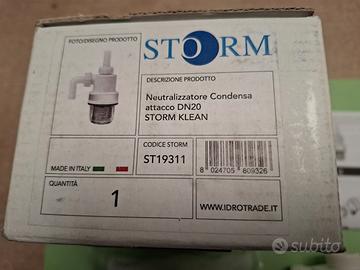 FOTO/DISEGNO PRODOTTO
STORM
DESCRIZIONE PRODOTTO
Neutralizzatore Condensa
attacco DN20
STORM KLEAN
CODICE STORM
ST19311
8 024705 809326
MADE IN ITALY
QUANTITÀ
1
WWW.IDROTRADE.IT
subito